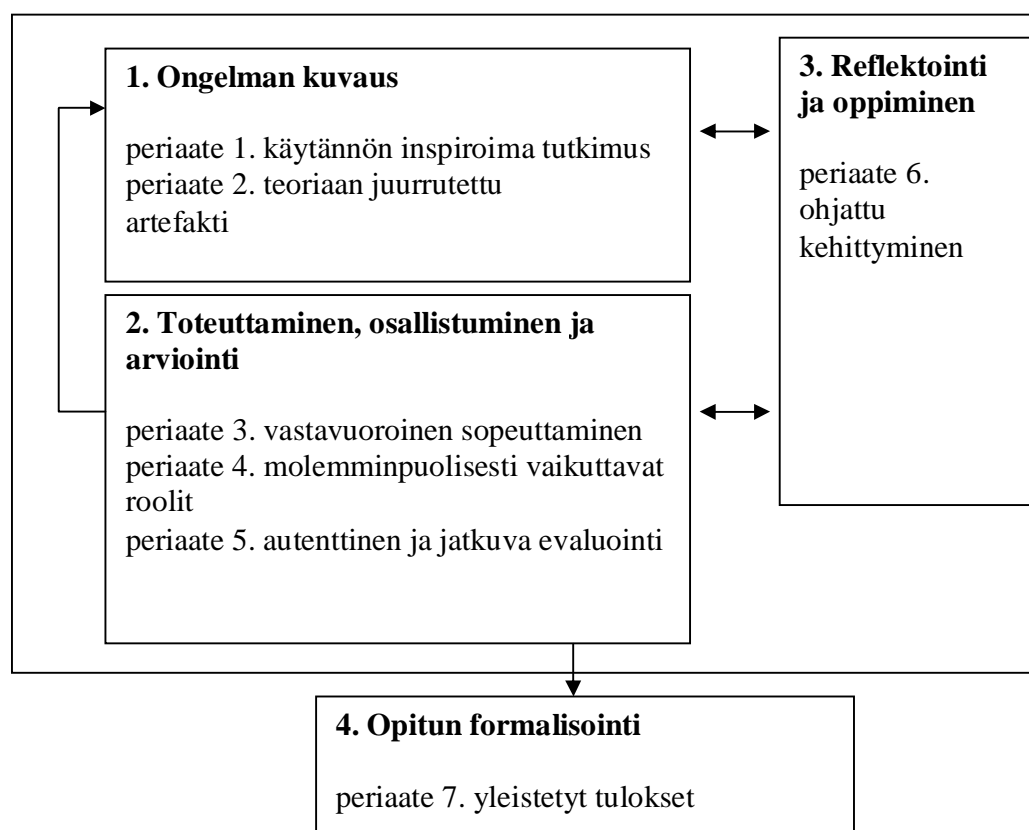 1. Ongelman kuvaus
periaate 1. käytännön inspiroima tutkimus
periaate 2. teoriaan juurrutettu
artefakti
2. Toteuttaminen, osallistuminen ja
arviointi
periaate 3. vastavuoroinen sopeuttaminen
periaate 4. molemminpuolisesti vaikuttavat
roolit
periaate 5. autenttinen ja jatkuva evaluointi
3. Reflektointi
ja oppiminen
periaate 6.
ohjattu
kehittyminen
4. Opitun formalisointi
periaate 7. yleistetyt tulokset